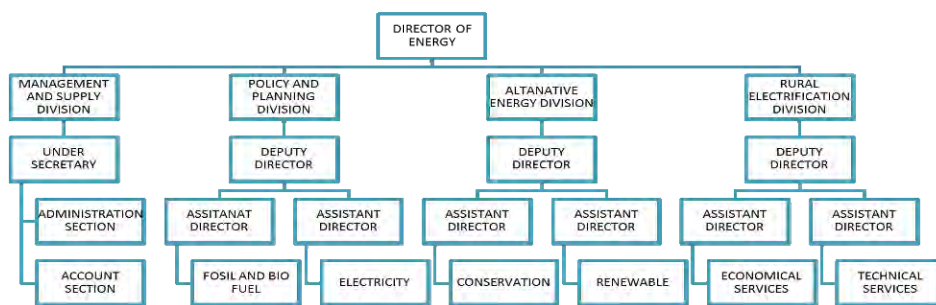 DIRECTOR OF
ENERGY
MANAGEMENT
AND SUPPLY
DIVISION
POLICY AND
PLANNING
DIVISION
ALTANATIVE
ENERGY DIVISION
RURAL
ELECTRIFICATION
DIVISION
UNDER
SECRETARY
DEPUTY
DIRECTOR
DEPUTY
DIRECTOR
DEPUTY
DIRECTOR
ADMINISTRATION
SECTION
ASSITANAT
DIRECTOR
ASSISTANT
DIRECTOR
ASSISTANT
DIRECTOR
ASSISTANT
DIRECTOR
ASSISTANT
DIRECTOR
ASSISTANT
DIRECTOR
ACCOUNT
SECTION
FOSIL AND BIO
FUEL
ELECTRICITY
CONSERVATION
RENEWABLE
ECONOMICAL
SERVICES
TECHNICAL
SERVICES